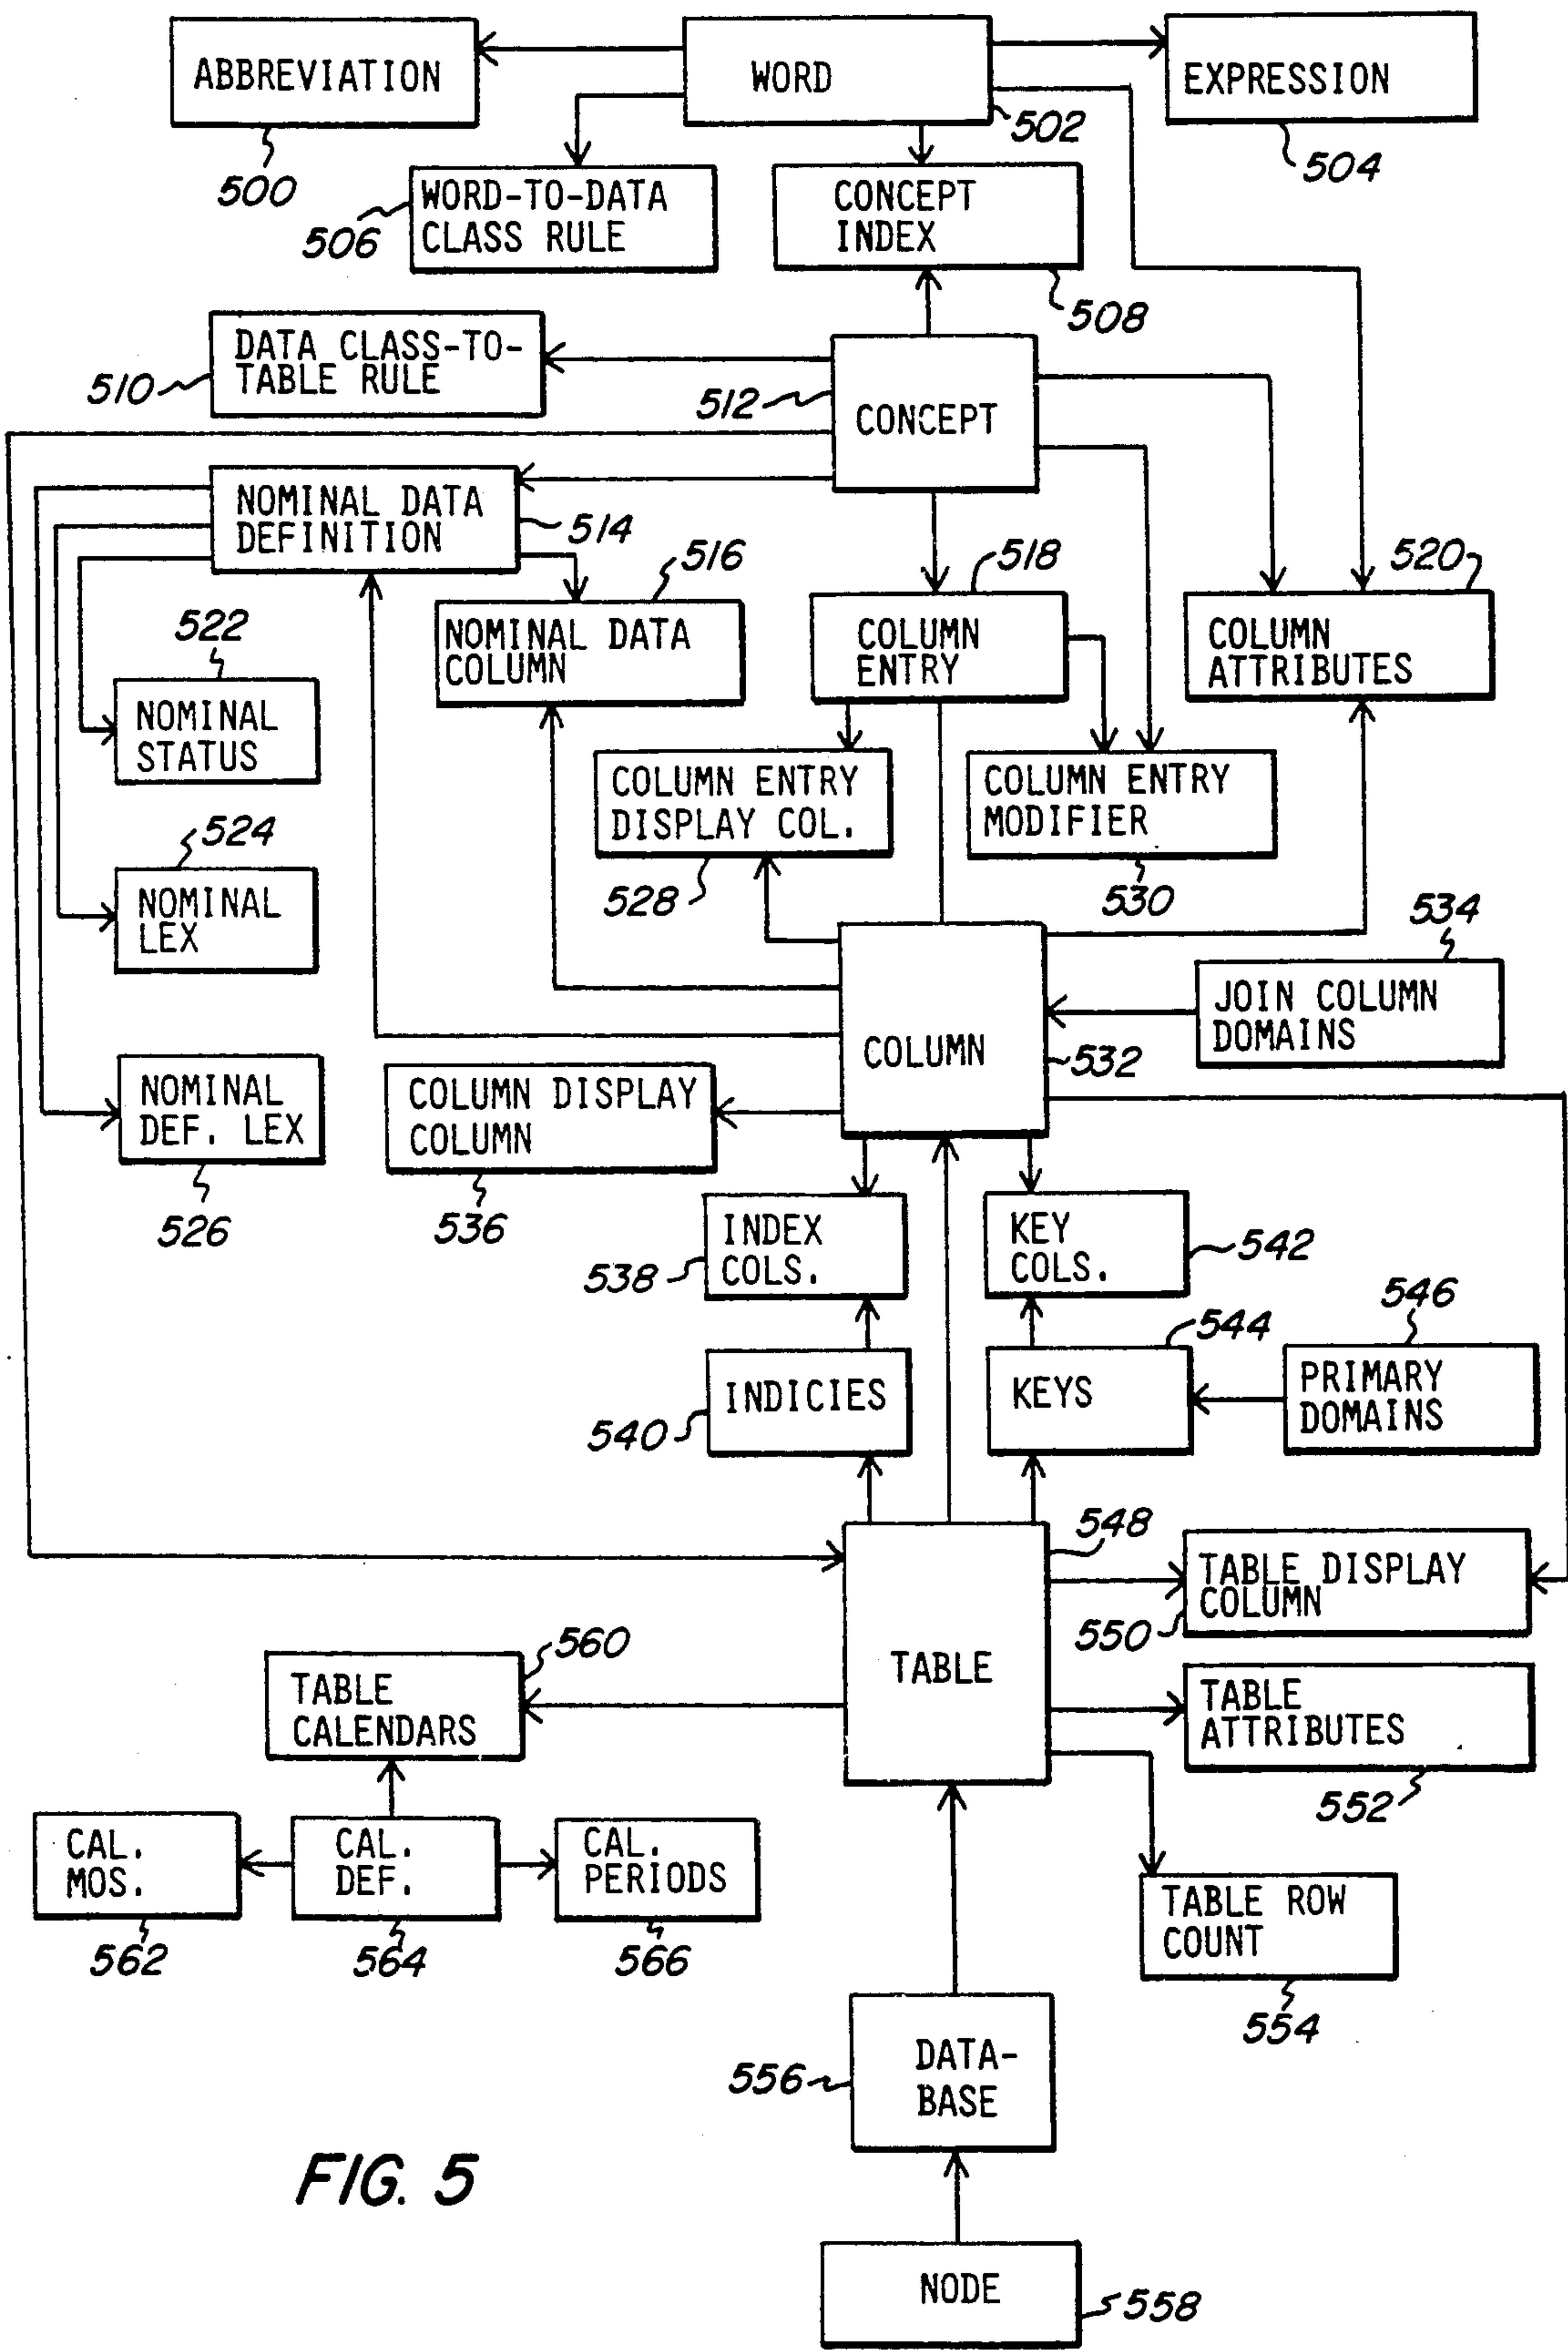 ABBREVIATION
WORD
EXPRESSION
500
502
504
WORD-TO-DATA
CLASS RULE
506
CONCEPT
INDEX
508
DATA CLASS-TO-
TABLE RULE
510
512
CONCEPT
NOMINAL DATA
DEFINITION
514
516
518
520
NOMINAL DATA
COLUMN
COLUMN
ENTRY
COLUMN
ATTRIBUTES
522
NOMINAL
STATUS
COLUMN ENTRY
DISPLAY COL.
528
COLUMN ENTRY
MODIFIER
530
524
NOMINAL
LEX
534
JOIN COLUMN
DOMAINS
COLUMN
532
NOMINAL
DEF. LEX
526
COLUMN DISPLAY
COLUMN
536
INDEX
COLS.
538
KEY
COLS.
542
INDICIES
540
KEYS
544
546
PRIMARY
DOMAINS
548
TABLE
TABLE DISPLAY
COLUMN
550
TABLE
ATTRIBUTES
552
560
TABLE
CALENDARS
CAL.
MOS.
562
CAL.
DEF.
564
CAL.
PERIODS
566
TABLE ROW
COUNT
554
DATA-
BASE
556
FIG. 5
NODE
558